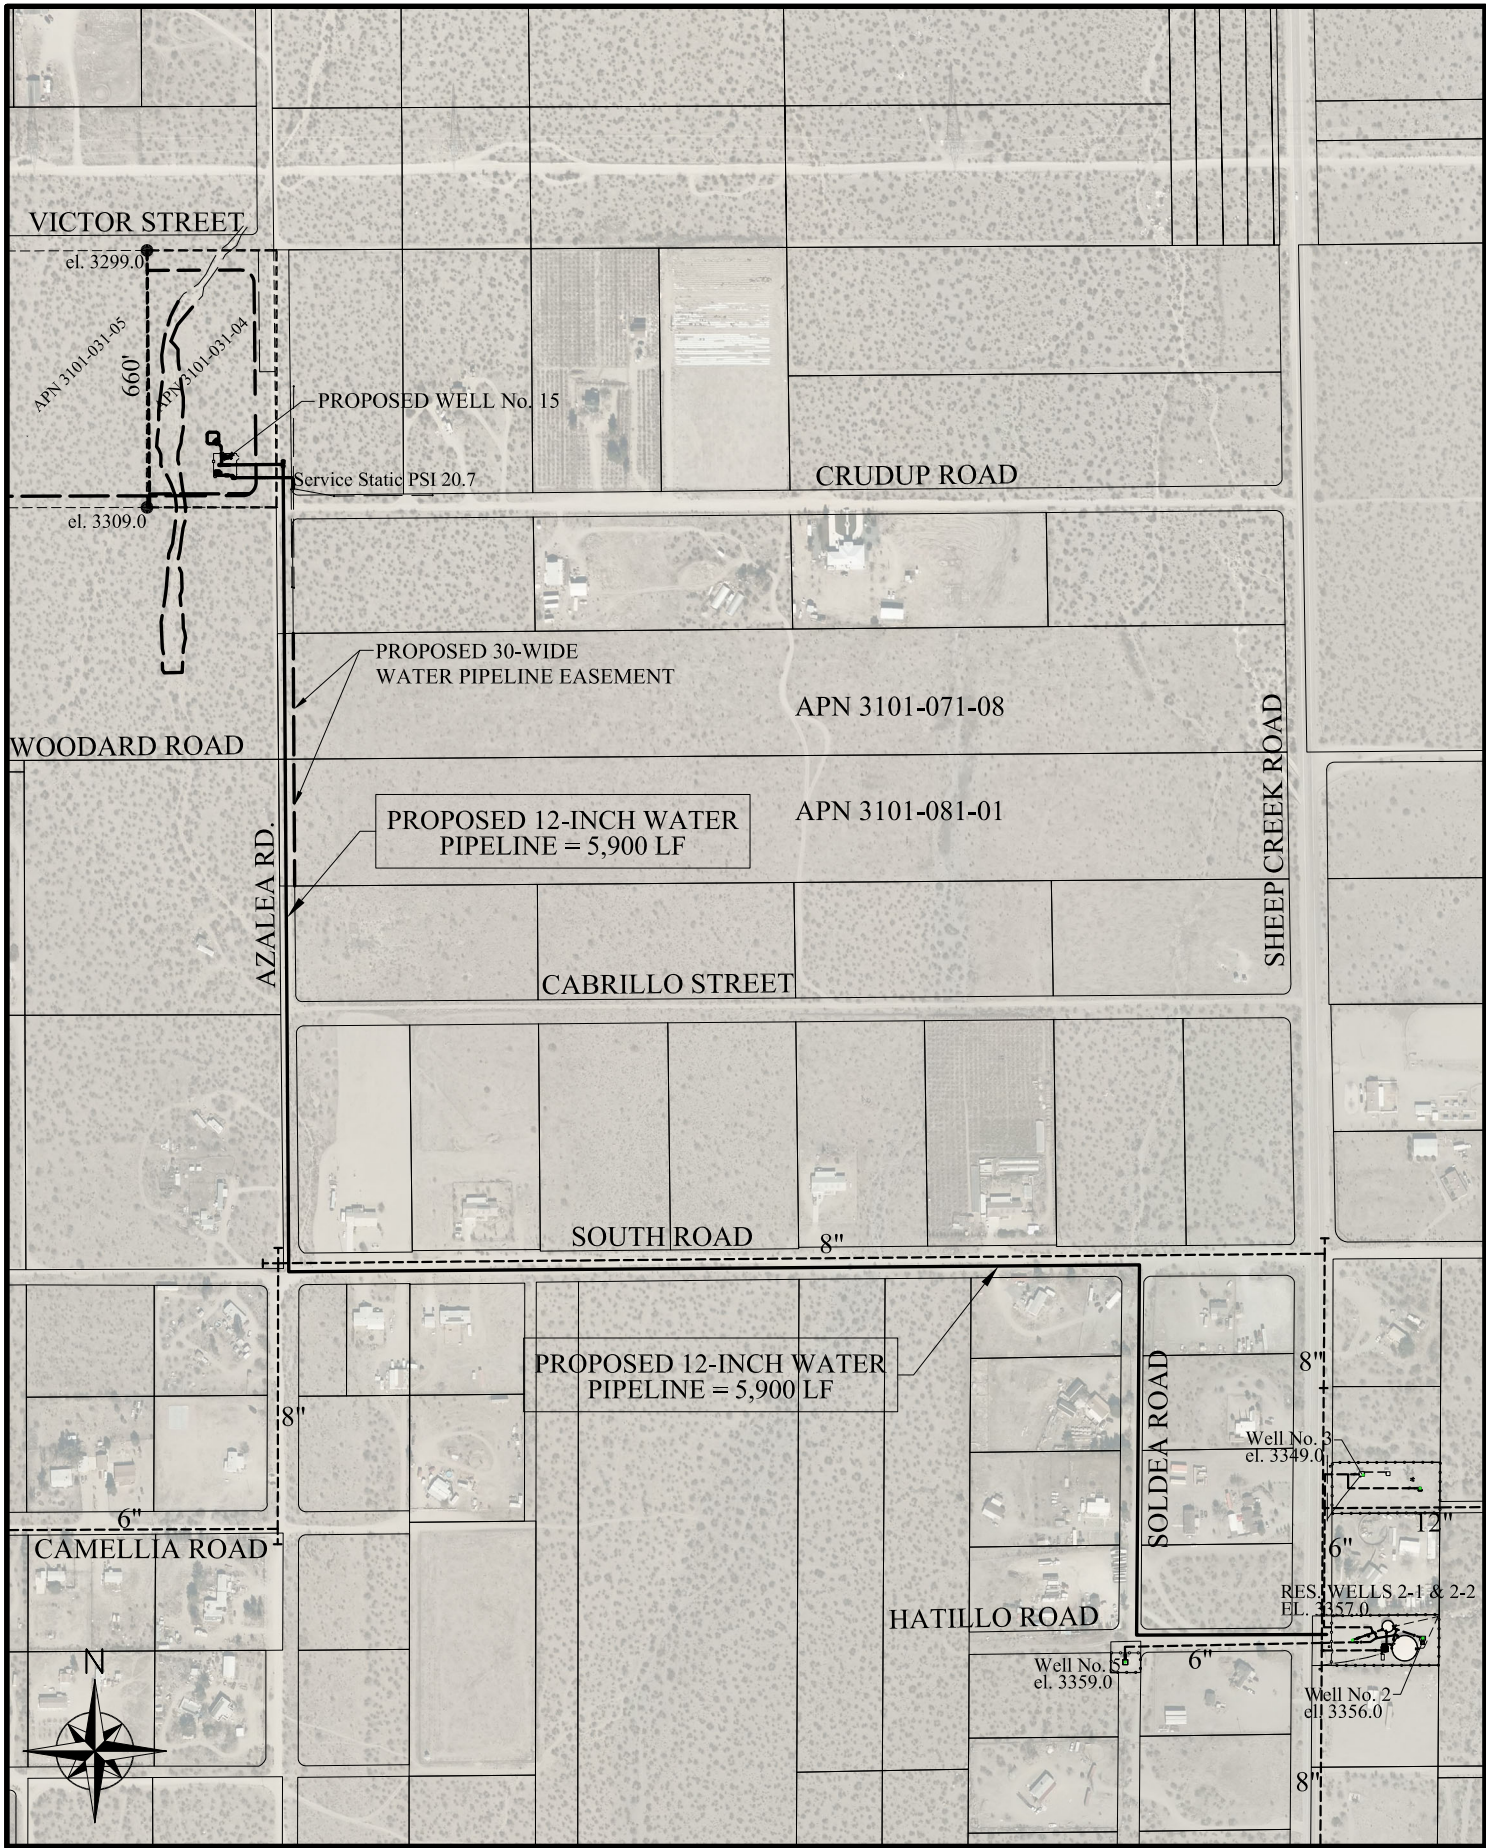 VICTOR STREET
el. 3299.0
APN 3101-031-05
660'
APN 3101-031-04
PROPOSED WELL No. 15
Service Static PSI 20.7
CRUDUP ROAD
el. 3309.0
PROPOSED 30-WIDE
WATER PIPELINE EASEMENT
APN 3101-071-08
WOODARD ROAD
SHEEP CREEK ROAD
PROPOSED 12-INCH WATER
PIPELINE = 5,900 LF
APN 3101-081-01
AZALEA RD.
CABRILLO STREET
SOUTH ROAD
8"
PROPOSED 12-INCH WATER
PIPELINE = 5,900 LF
8"
8"
SOLDEA ROAD
Well No. 3
el. 3349.0
6"
12"
CAMELLIA ROAD
6"
RES. WELLS 2-1 & 2-2
EL. 3357.0
HATILLO ROAD
N
Well No. 5
el. 3359.0
6"
Well No. 2
el. 3356.0
8"